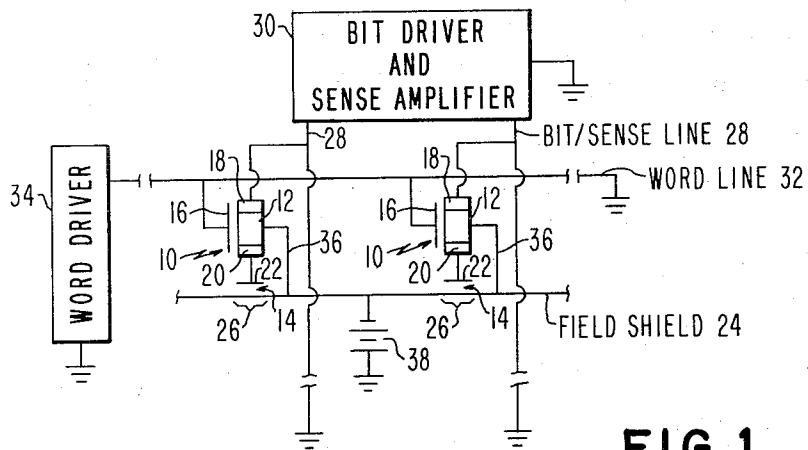 30
BIT DRIVER
AND
SENSE AMPLIFIER
28
BIT/SENSE LINE 28
34
WORD DRIVER
18
12
16
10
20
22
36
14
26
18
12
16
10
20
22
36
14
26
WORD LINE 32
FIELD SHIELD 24
38
FIG.1